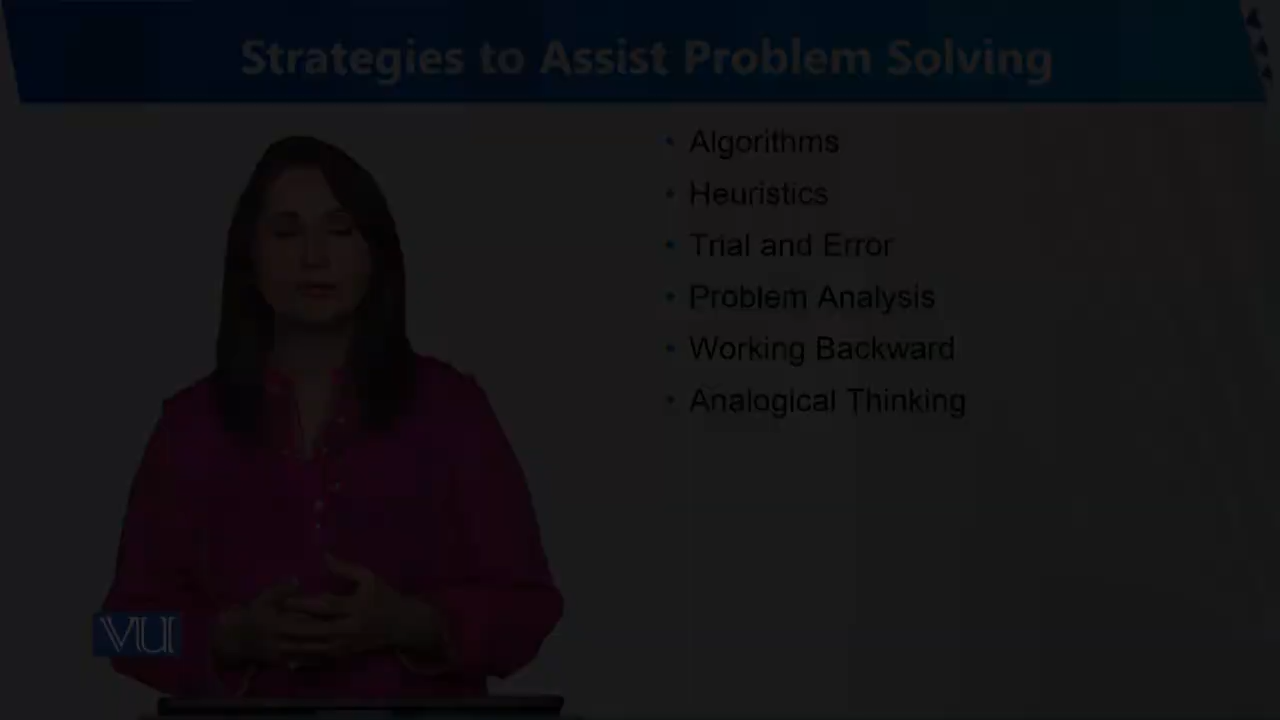 Strategies to Assist Problem Solving
• Algorithms
• Heuristics
• Trial and Error
• Problem Analysis
• Working Backward
• Analogical Thinking
VU